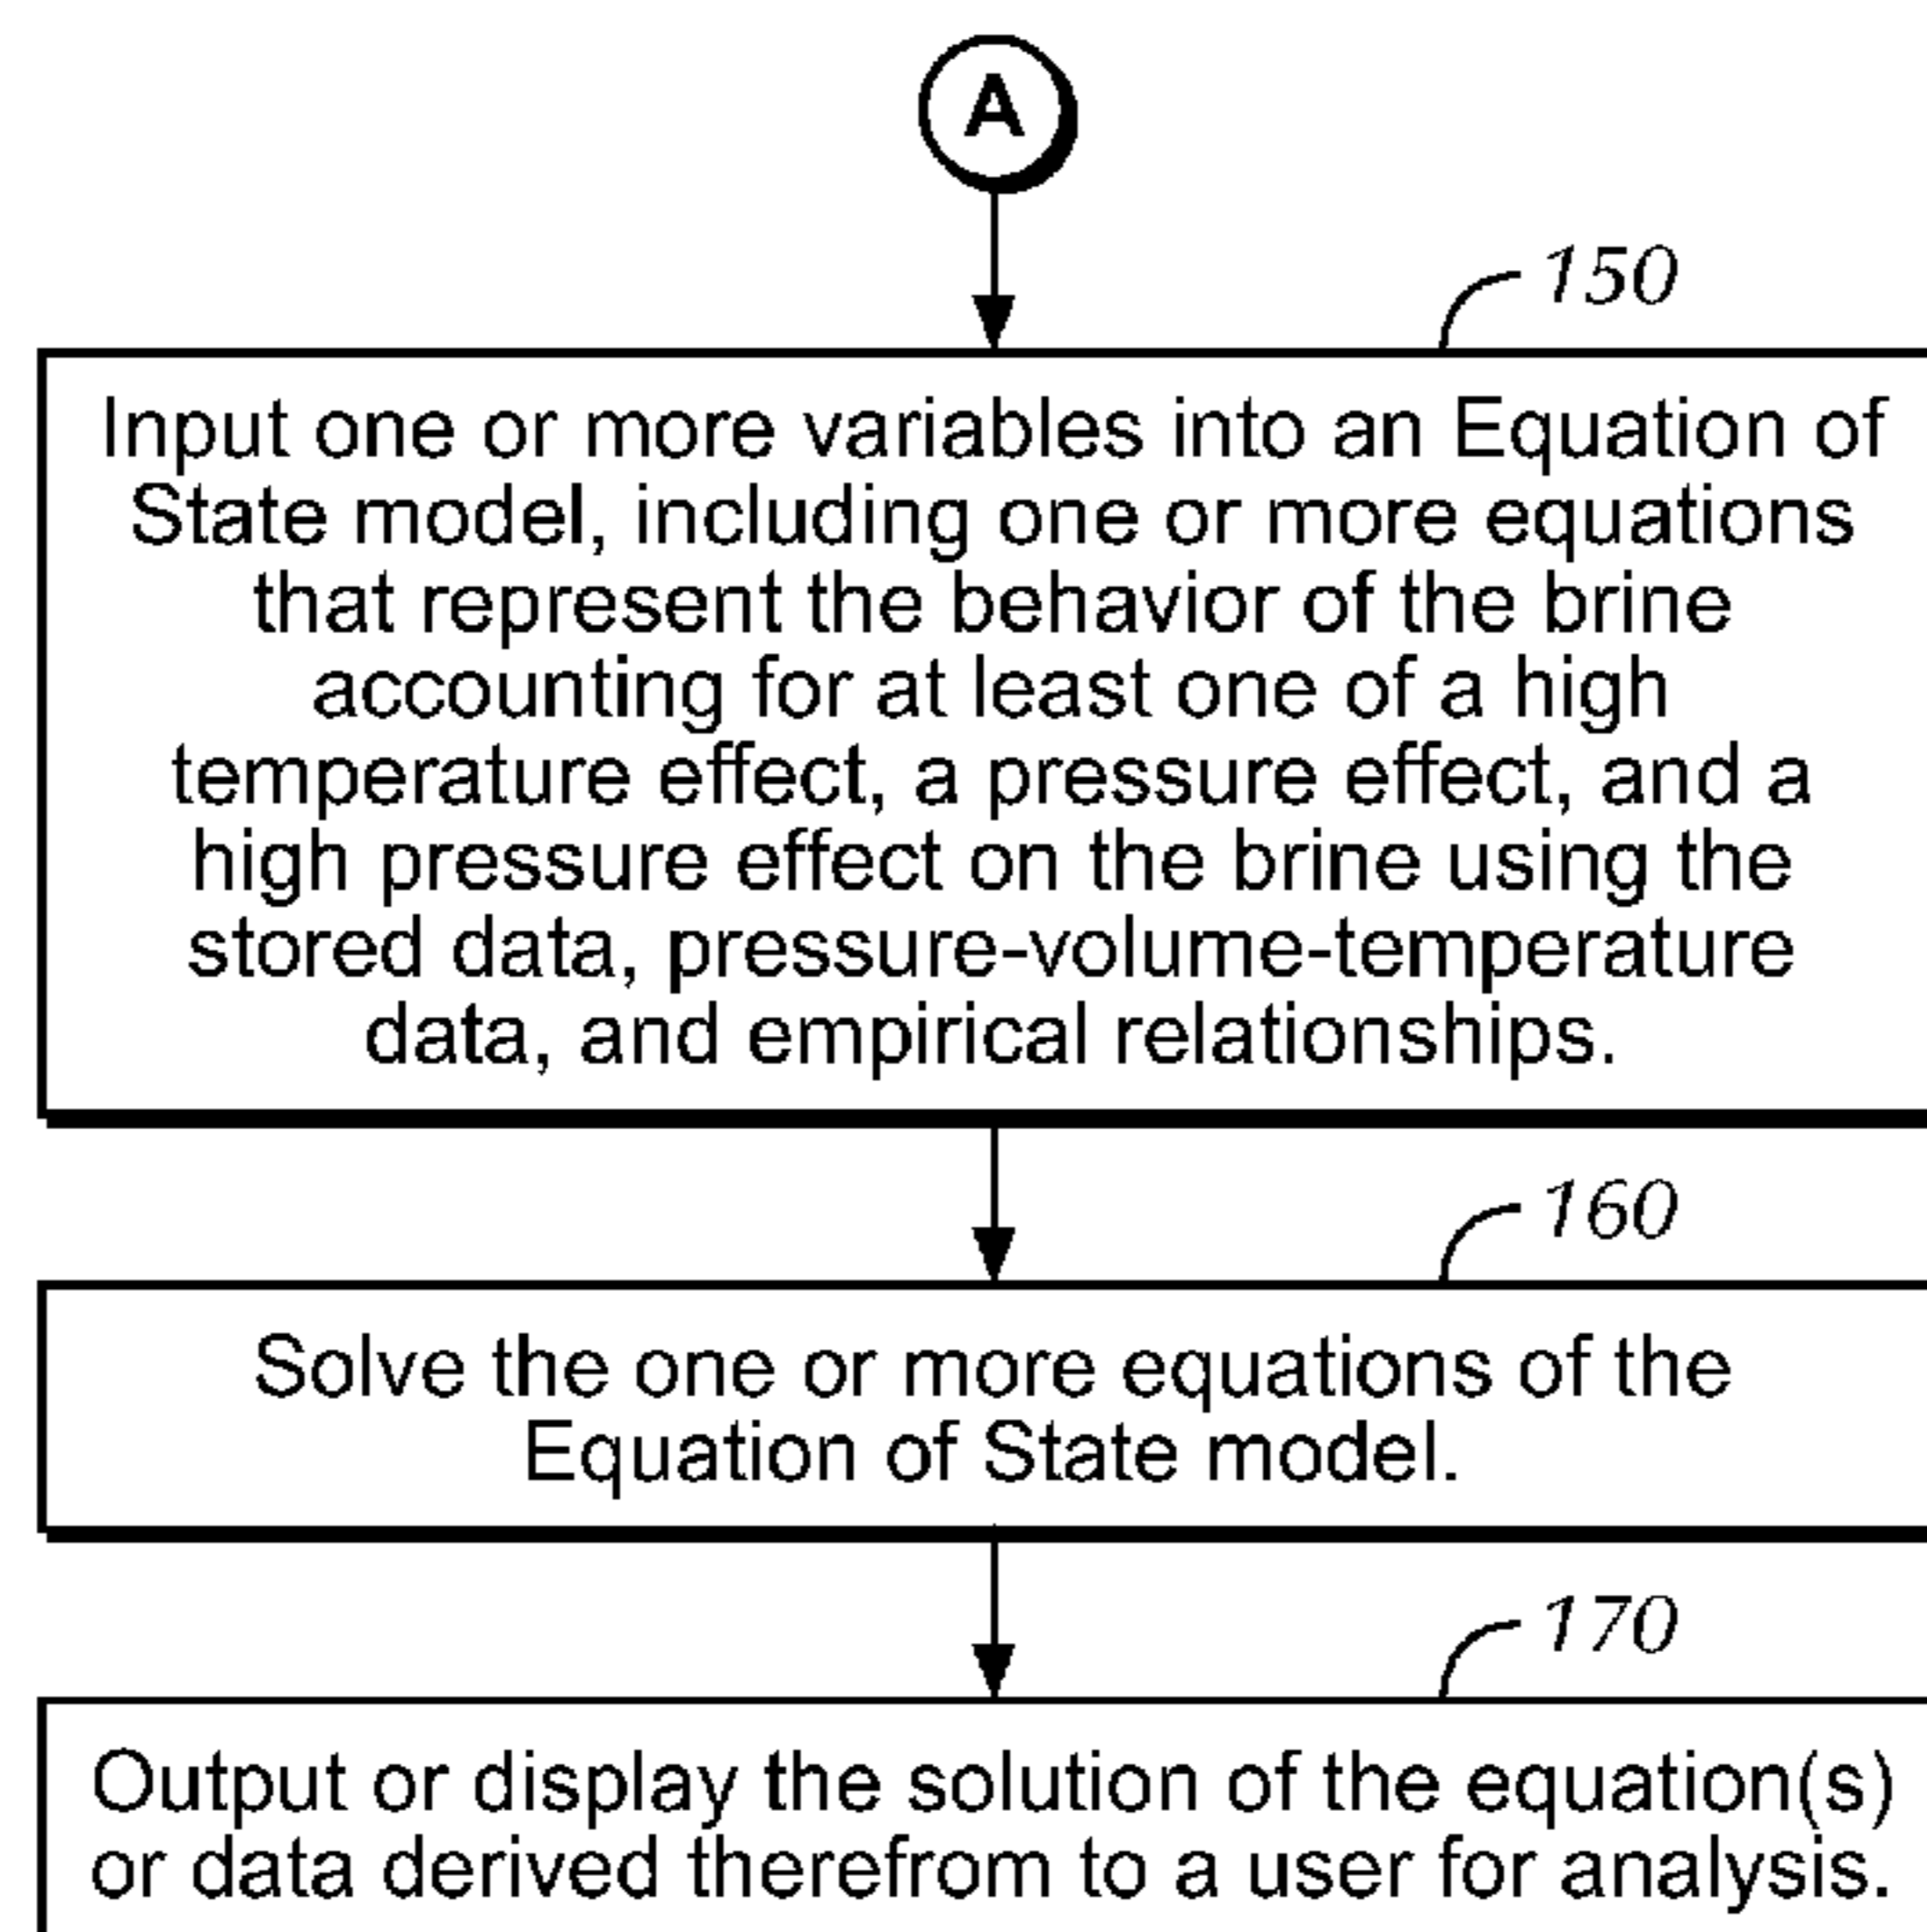 A
150
Input one or more variables into an Equation of
State model, including one or more equations
that represent the behavior of the brine
accounting for at least one of a high
temperature effect, a pressure effect, and a
high pressure effect on the brine using the
stored data, pressure-volume-temperature
data, and empirical relationships.
160
Solve the one or more equations of the
Equation of State model.
170
Output or display the solution of the equation(s)
or data derived therefrom to a user for analysis.